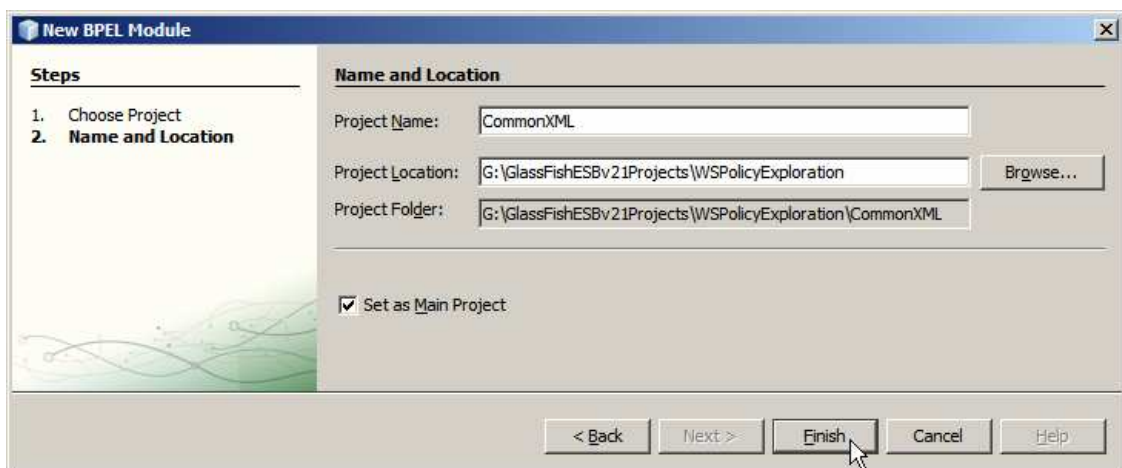 New BPEL Module
Steps
1. Choose Project
2. Name and Location
Name and Location
Project Name: CommonXML
Project Location: G:\GlassFishESBv21Projects\WSPolicyExploration Browse...
Project Folder: G:\GlassFishESBv21Projects\WSPolicyExploration\CommonXML
Set as Main Project
< Back Next > Finish Cancel Help